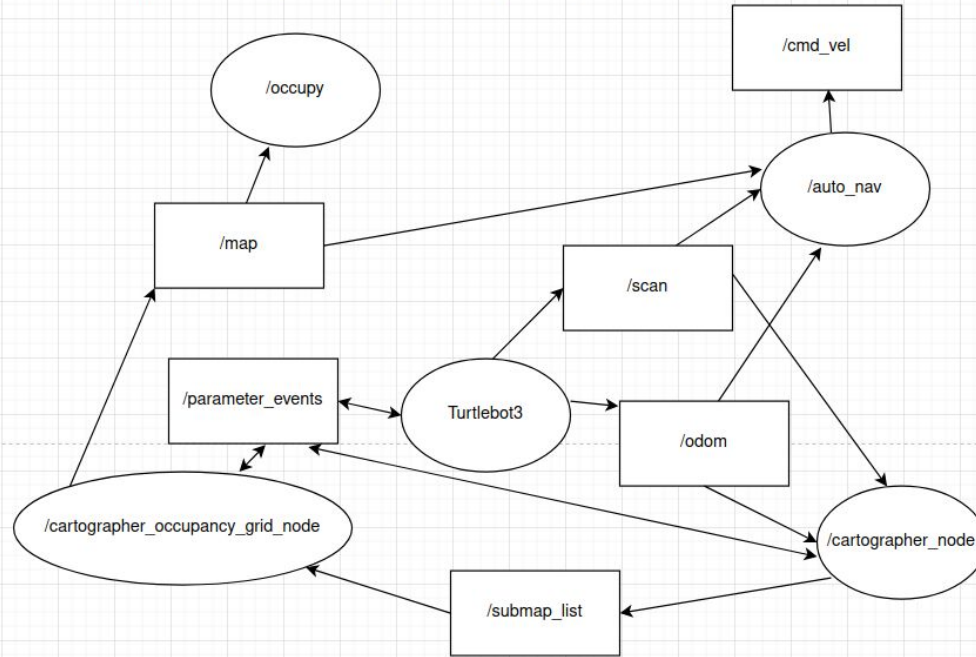 /cmd_vel
/occupy
/auto_nav
/map
/scan
/parameter_events
Turtlebot3
/odom
/cartographer_occupancy_grid_node
/cartographer_node
/submap_list